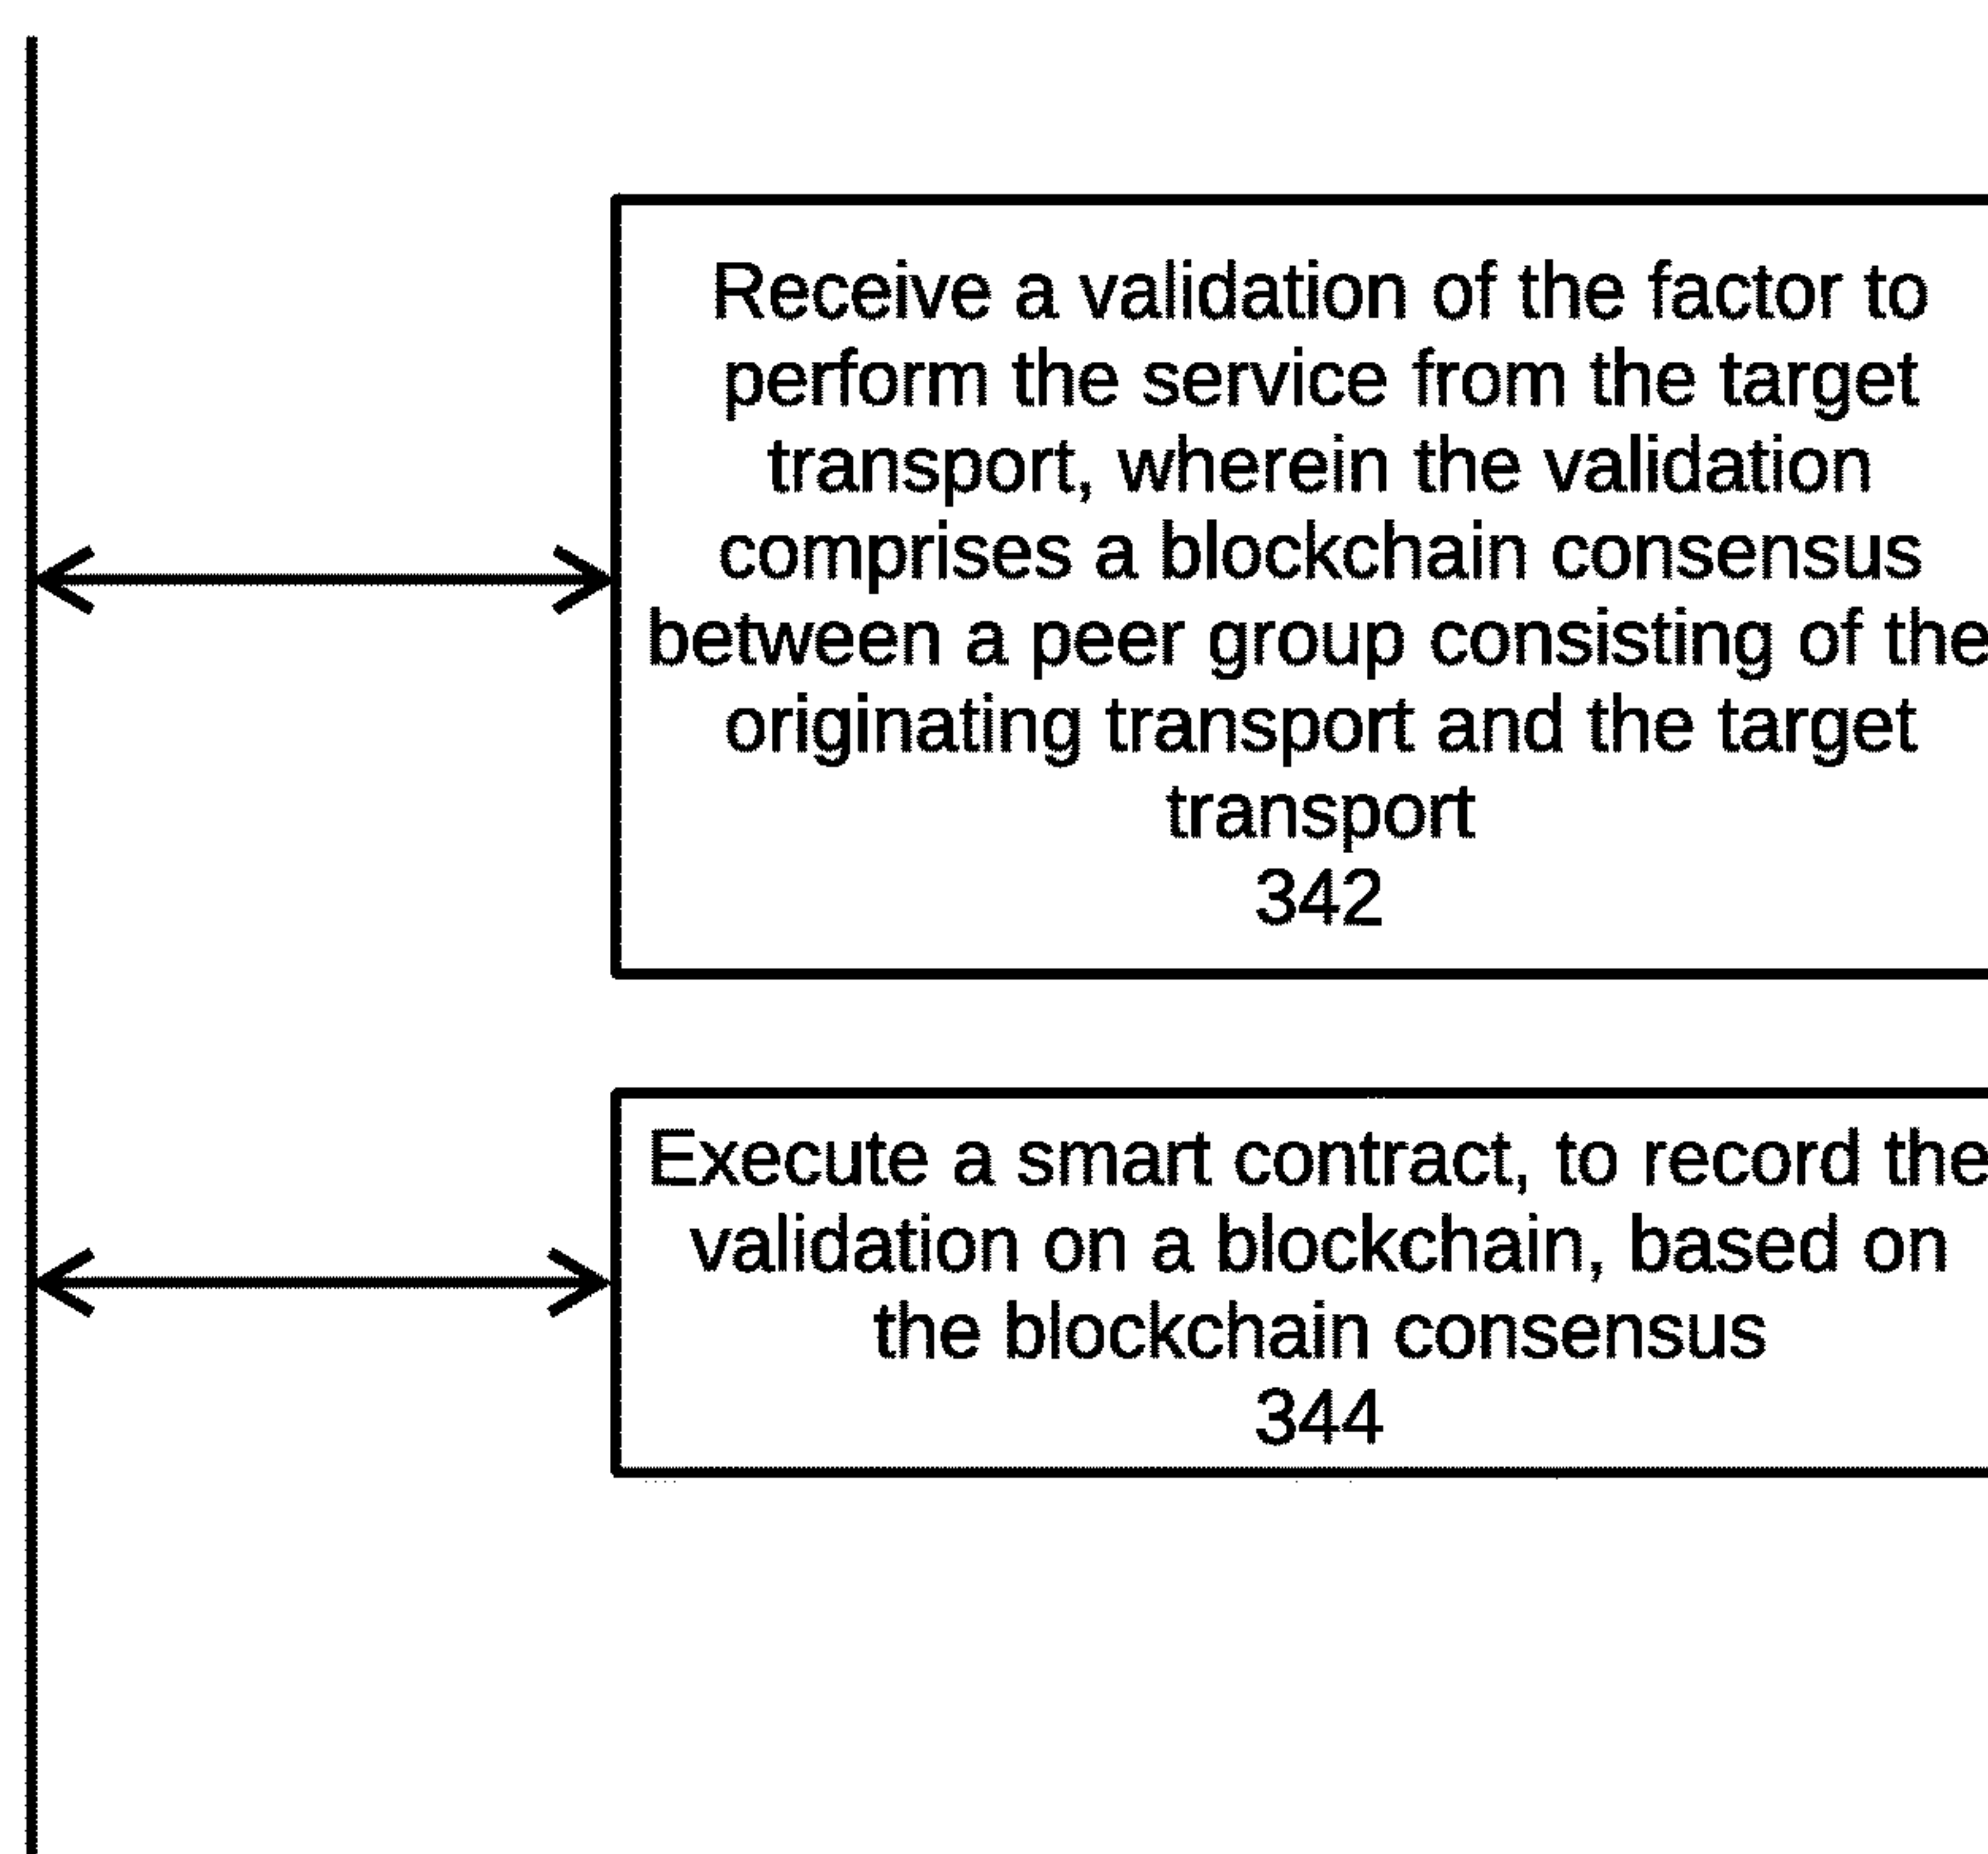 Receive a validation of the factor to
perform the service from the target
transport, wherein the validation
comprises a blockchain consensus
between a peer group consisting of the
originating transport and the target
transport
342
Execute a smart contract, to record the
validation on a blockchain, based on
the blockchain consensus
344